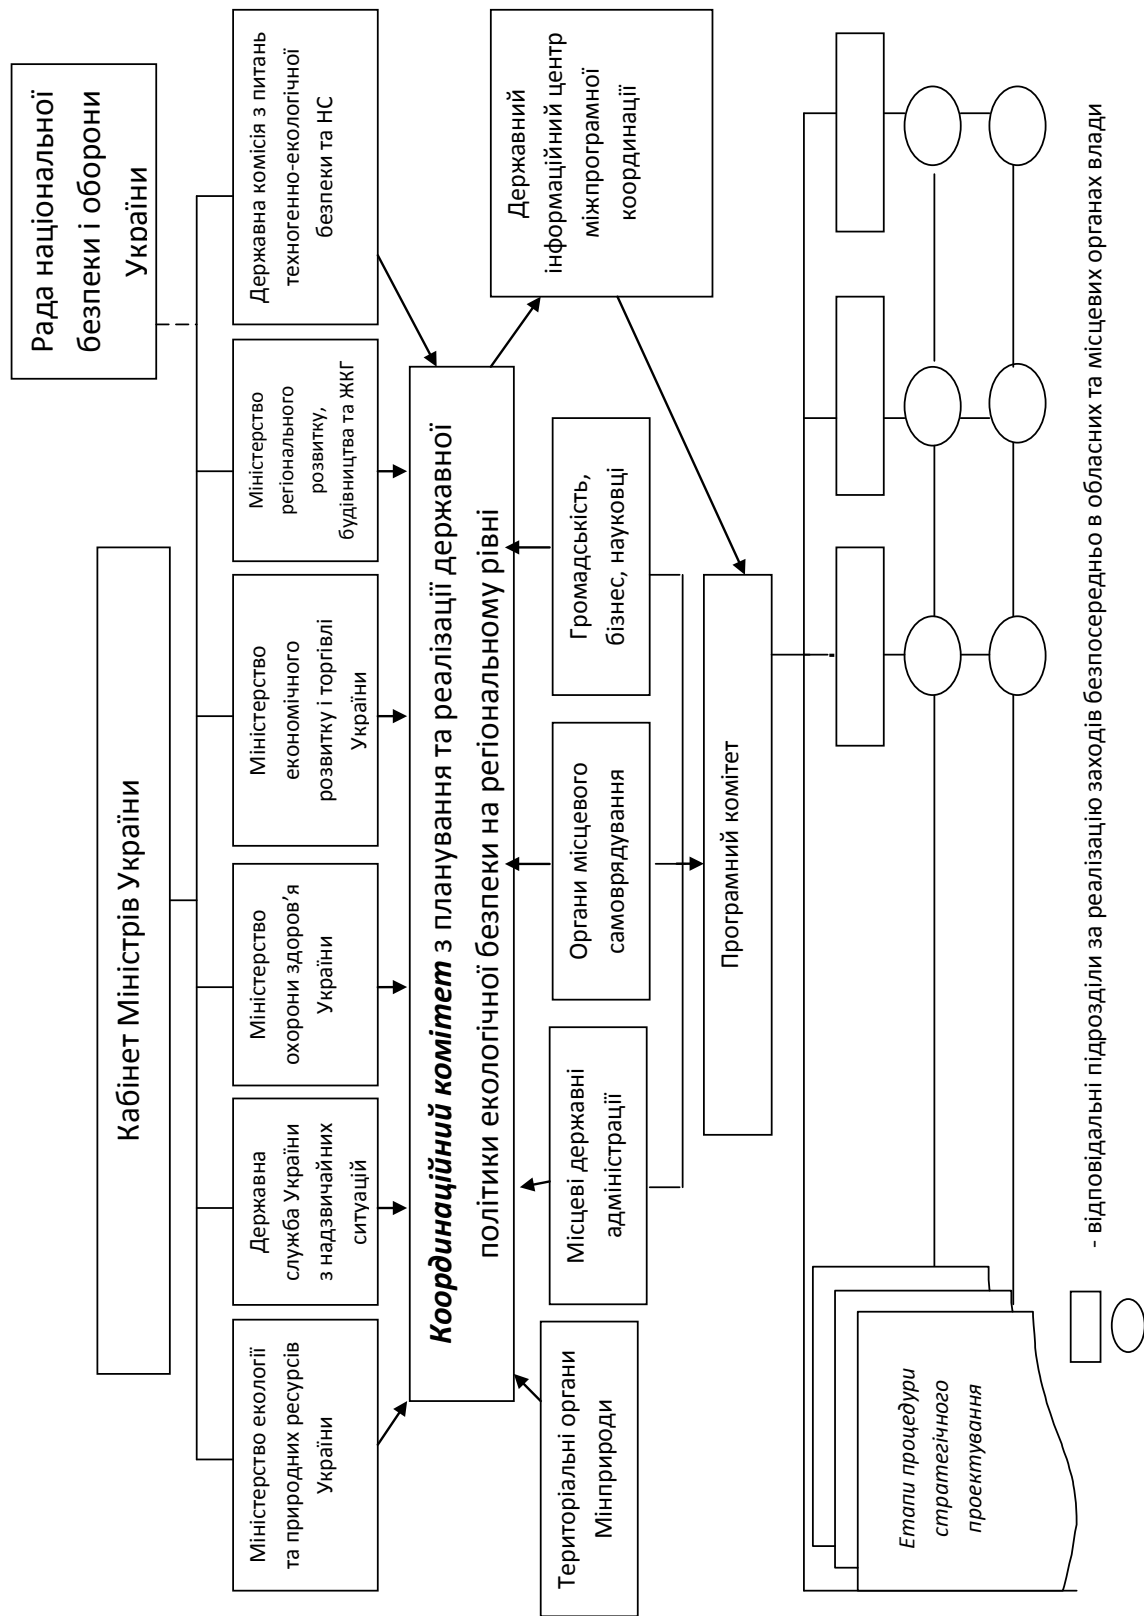 Рада національної
безпеки і оборони
України
Кабінет Міністрів України
Міністерство екології
та природних ресурсів
України
Державна
служба України
з надзвичайних
ситуацій
Міністерство
охорони здоров’я
України
Міністерство
економічного
розвитку і торгівлі
України
Міністерство
регіонального
розвитку,
будівництва та ЖКГ
Державна комісія з питань
техногенно-екологічної
безпеки та НС
Координаційний комітет з планування та реалізації державної
політики екологічної безпеки на регіональному рівні
Державний
інформаційний центр
міжпрограмної
координації
Територіальні органи
Мінприроди
Місцеві державні
адміністрації
Органи місцевого
самоврядування
Громадськість,
бізнес, науковці
Програмний комітет
Етапи процедури
стратегічного
проектування
- відповідальні підрозділи за реалізацію заходів безпосередньо в обласних та місцевих органах влади